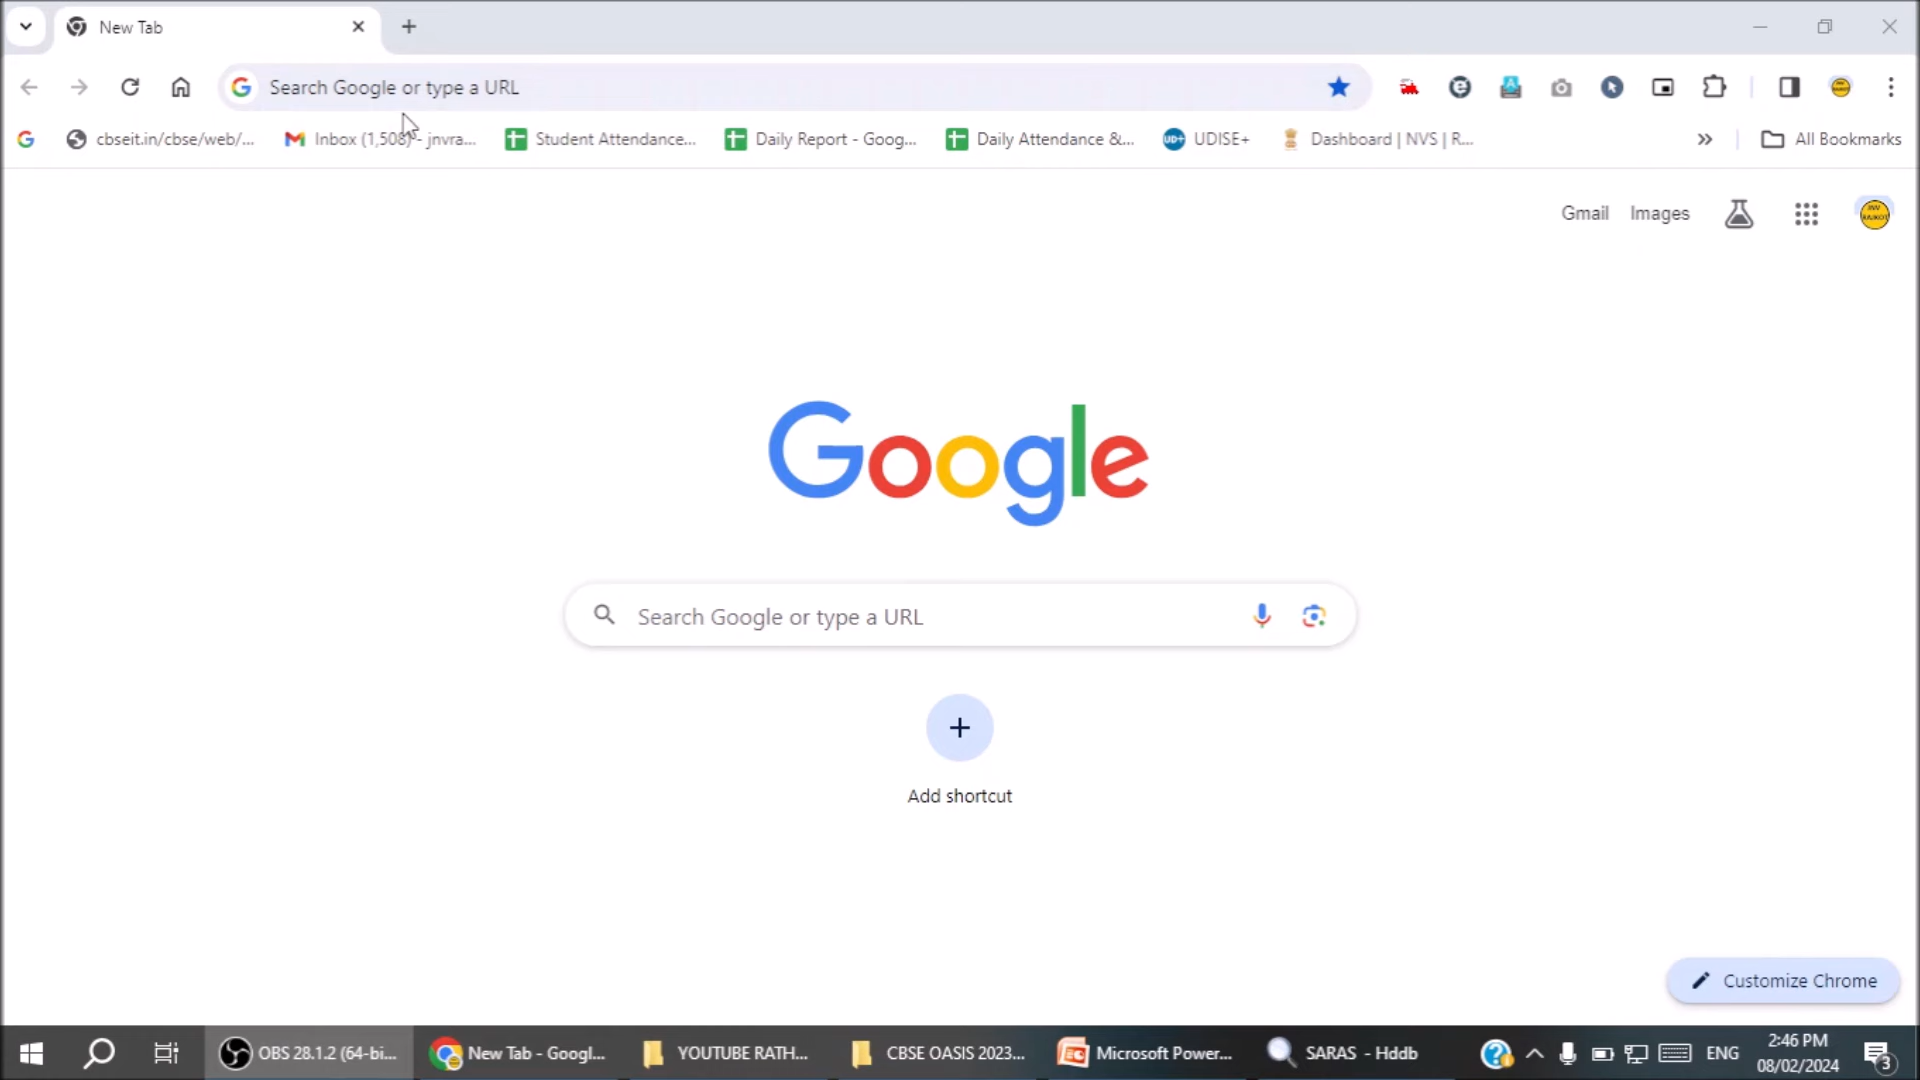 New Tab
Search Google or type a URL
cbseit.in/cbse/web/...
Inbox (1,508) - jnvra...
Student Attendance...
Daily Report - Goog...
Daily Attendance &...
UD+
UDISE+
Dashboard | NVS | R...
All Bookmarks
Gmail
Images
Google
Search Google or type a URL
Add shortcut
Customize Chrome
OBS 28.1.2 (64-bi...
New Tab - Googl...
YOUTUBE RATH...
CBSE OASIS 2023...
Microsoft Power...
SARAS - Hddb
ENG
2:46 PM
08/02/2024
3